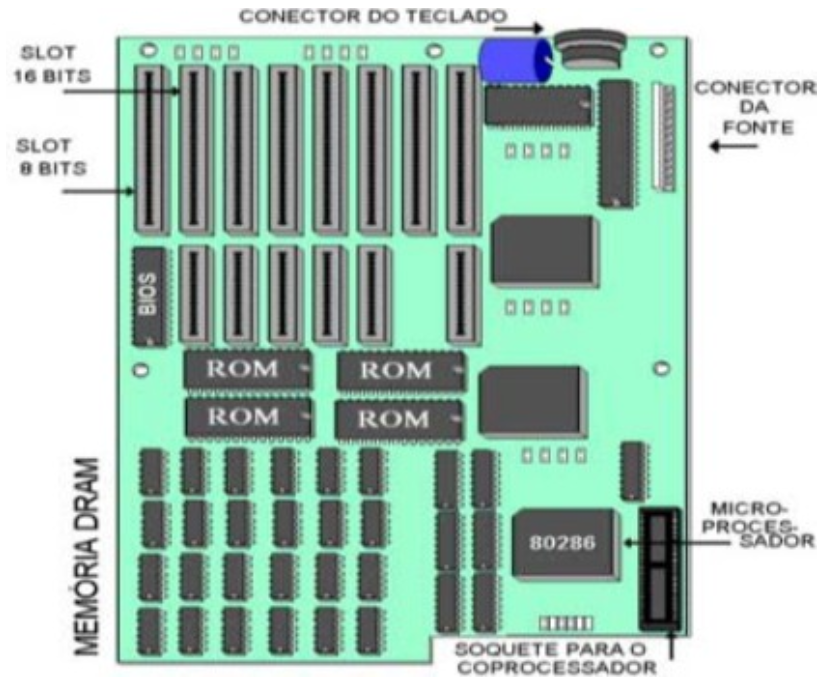 CONECTOR DO TECLADO
SLOT
16 BITS
CONECTOR
DA
FONTE
SLOT
8 BITS
BIOS
ROM
ROM
ROM
ROM
MEMÓRIA DRAM
MICRO-
PROCES-
SADOR
80286
SOQUETE PARA O
COPROCESSADOR